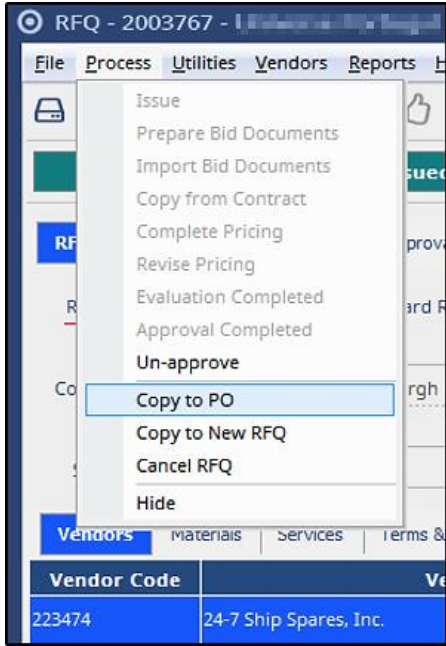 RFQ - 2003767 -
File Process Utilities Vendors Reports H
Issue
Prepare Bid Documents
Import Bid Documents
Copy from Contract
Complete Pricing
Revise Pricing
Evaluation Completed
Approval Completed
Un-approve
Copy to PO
Copy to New RFQ
Cancel RFQ
Hide
Vendors Materials Services Terms &
Vendor Code Ve
223474 24-7 Ship Spares, Inc.